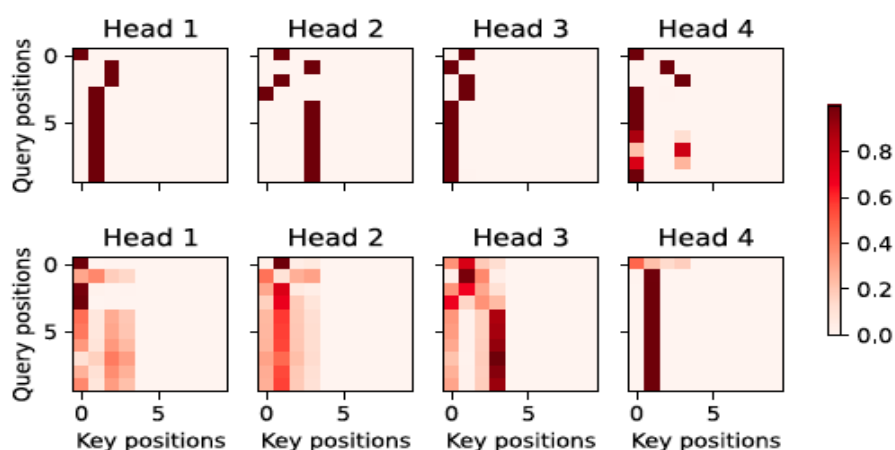 Head 1 Head 2 Head 3 Head 4
Query positions
0
5
0.8
0.6
0.4
0.2
0.0
Head 1 Head 2 Head 3 Head 4
Query positions
0
5
0 5 0 5 0 5 0 5
Key positions Key positions Key positions Key positions